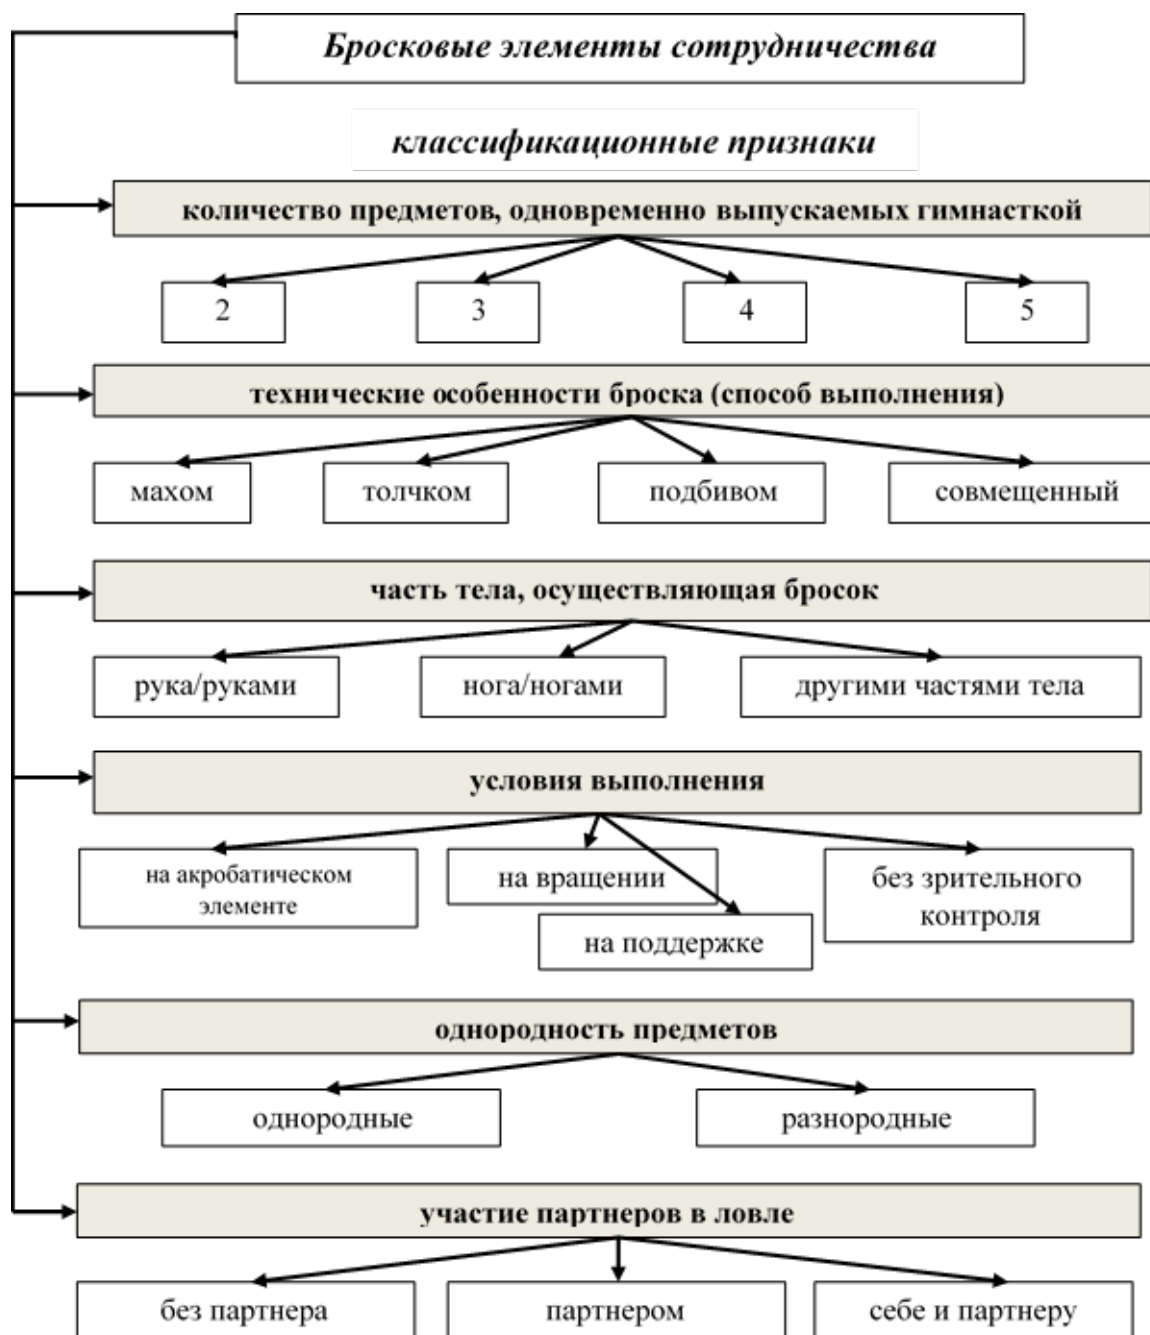 Бросковые элементы сотрудничества
классификационные признаки
количество предметов, одновременно выпускаемых гимнасткой
2
3
4
5
технические особенности броска (способ выполнения)
махом
толчком
подбивом
совмещенный
часть тела, осуществляющая бросок
рука/руками
нога/ногами
другими частями тела
условия выполнения
на акробатическом
элементе
на вращении
на поддержке
без зрительного
контроля
однородность предметов
однородные
разнородные
участие партнеров в ловле
без партнера
партнером
себе и партнеру